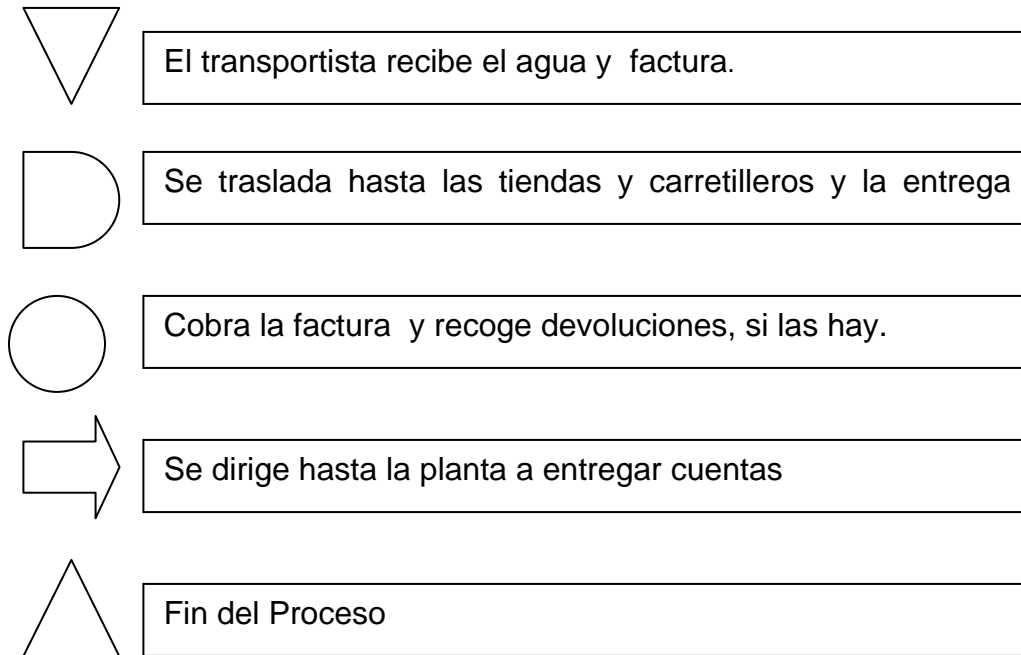 El transportista recibe el agua y  factura.
Se traslada hasta las tiendas y carretilleros y la entrega
Cobra la factura  y recoge devoluciones, si las hay.
Se dirige hasta la planta a entregar cuentas
Fin del Proceso